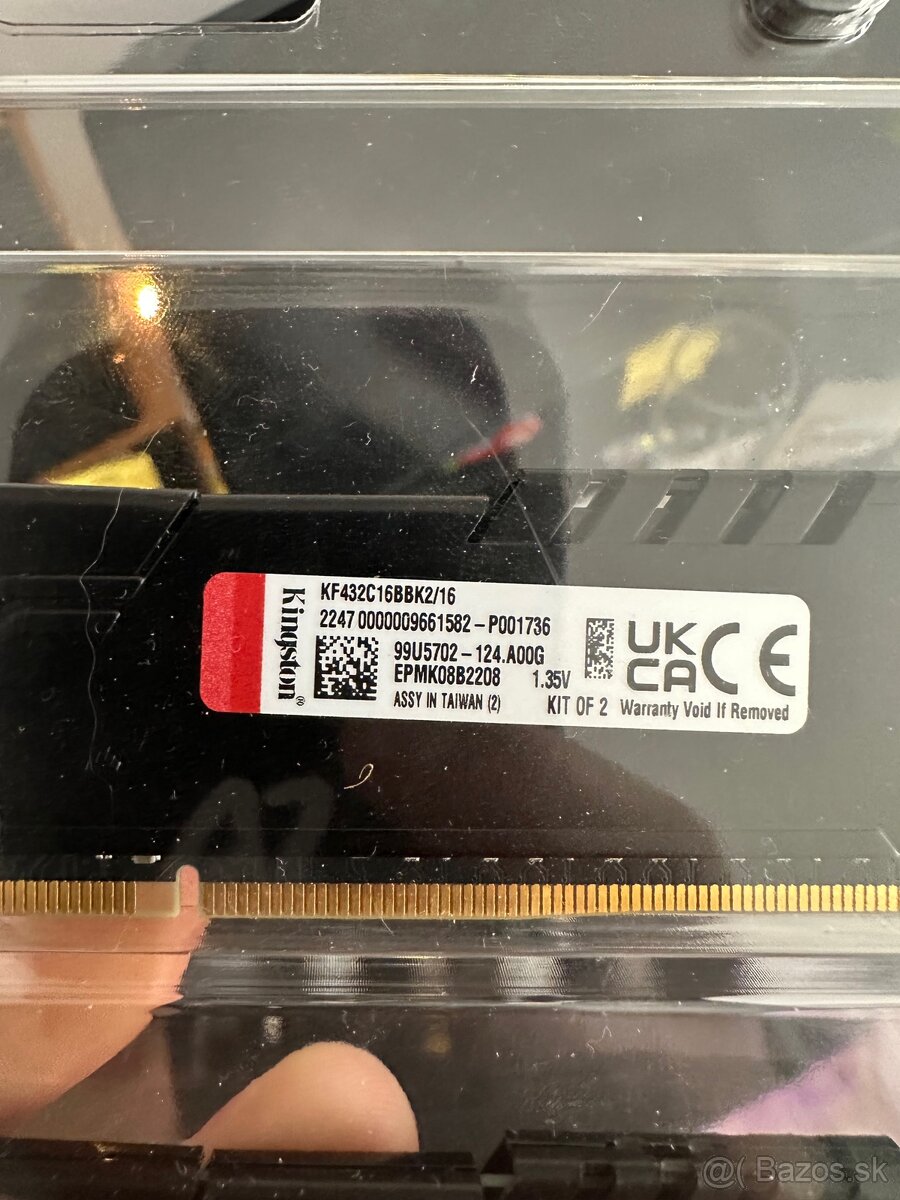 Kingston®
KF432C16BBK2/16
2247 0000009661582-P001736
99U5702-124.A00G
EPMK08B2208 1.35V
ASSY IN TAIWAN (2) KIT OF 2 Warranty Void If Removed
UK
CA CE
@( Bazos.sk